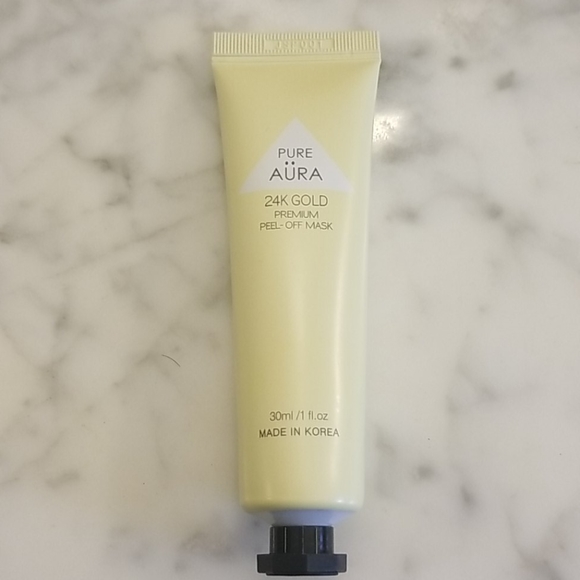 PURE
AÜRA
24K GOLD
PREMIUM
PEEL-OFF MASK
30ml /1 fl.oz
MADE IN KOREA